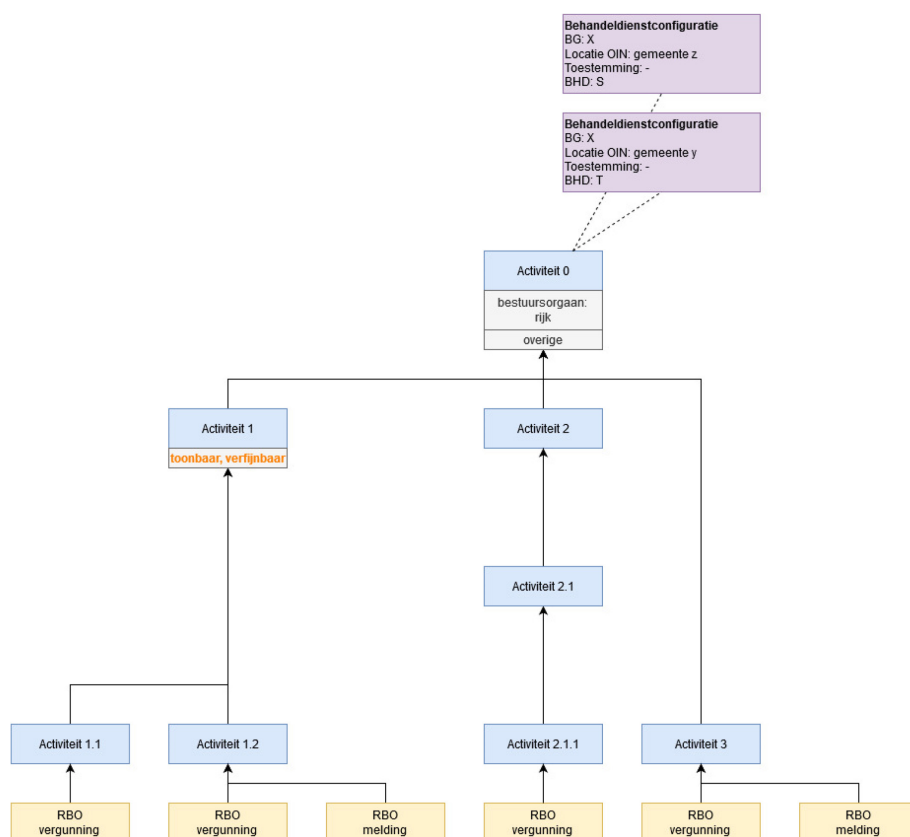 Behandeldienstconfiguratie
BG: X
Locatie OIN: gemeente z
Toestemming: -
BHD: S
Behandeldienstconfiguratie
BG: X
Locatie OIN: gemeente y
Toestemming: -
BHD: T
Activiteit 0
bestuursorgaan:
rijk
overige
Activiteit 1
toonbaar, verfijnbaar
Activiteit 2
Activiteit 2.1
Activiteit 1.1
Activiteit 1.2
Activiteit 2.1.1
Activiteit 3
RBO
vergunning
RBO
vergunning
RBO
melding
RBO
vergunning
RBO
vergunning
RBO
melding